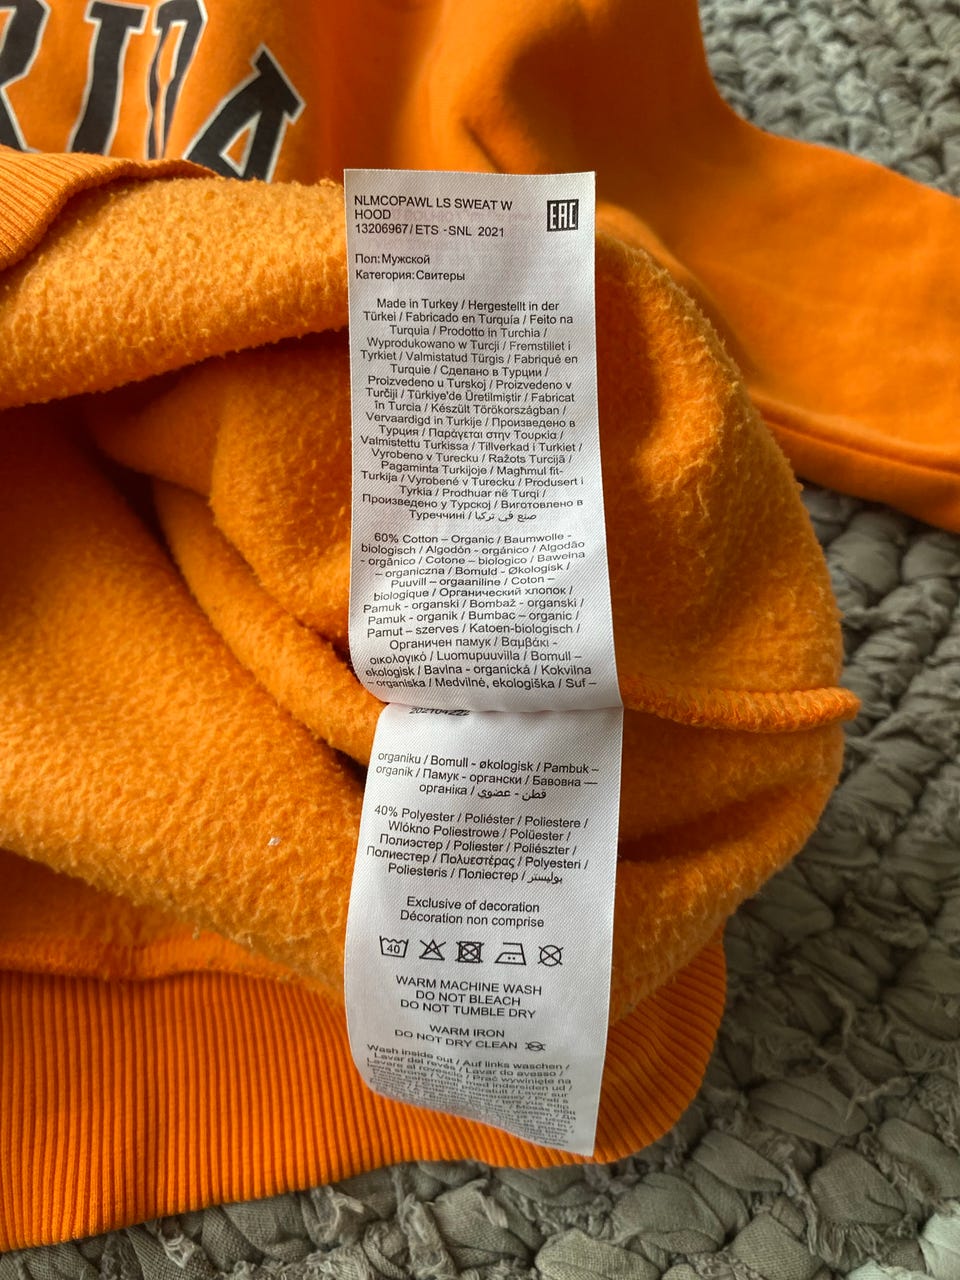 NLMCOPAWL LS SWEAT W
HOOD
EAC
13206967/ETS -SNL 2021
Пол:Мужской
Категория:Свитеры
Made in Turkey / Hergestellt in der
Türkei / Fabricado en Turquía / Feito na
Turquia / Prodotto in Turchia /
Wyprodukowano w Turcji / Fremstillet i
Tyrkiet / Valmistatud Türgis / Fabriqué en
Turquie / Сделано в Турции /
Proizvedeno u Turskoj / Proizvedeno v
Turčiji / Türkiye'de Üretilmiştir / Fabricat
în Turcia / Készült Törökországban /
Vervaardigd in Turkije / Произведено в
Турция / Παράγεται στην Τουρκία /
Valmistettu Turkissa / Tillverkad i Turkiet /
Vyrobeno v Turecku / Ražots Turcijā /
Pagaminta Turkijoje / Magħmul fit-
Turkija / Vyrobené v Turecku / Produsert i
Tyrkia / Prodhuar në Turqi /
Произведено у Турској / Виготовлено в
Туреччині / صنع في تركيا
60% Cotton – Organic / Baumwolle -
biologisch / Algodón - orgánico / Algodão
- orgânico / Cotone – biologico / Bawełna
– organiczna / Bomuld - Økologisk /
Puuvill – orgaaniline / Coton –
biologique / Органический хлопок /
Pamuk - organski / Bombaž - organski /
Pamuk - organik / Bumbac – organic /
Pamut – szerves / Katoen-biologisch /
Органичен памук / Βαμβάκι -
οικολογικό / Luomupuuvilla / Bomull –
ekologisk / Bavlna - organická / Kokvilna
– organiska / Medvilnė, ekologiška / Suf –
organiku / Bomull - økologisk / Pambuk –
organik / Памук - органски / Бавовна —
органіка / قطن - عضوي
40% Polyester / Poliéster / Poliestere /
Włókno Poliestrowe / Polüester /
Полиэстер / Poliester / Poliészter /
Полиестер / Πολυεστέρας / Polyesteri /
Poliesteris / Поліестер / بوليستر
Exclusive of decoration
Décoration non comprise
40
WARM MACHINE WASH
DO NOT BLEACH
DO NOT TUMBLE DRY
WARM IRON
DO NOT DRY CLEAN
Wash inside out / Auf links waschen /
Lavar del revés / Lavar do avesso /